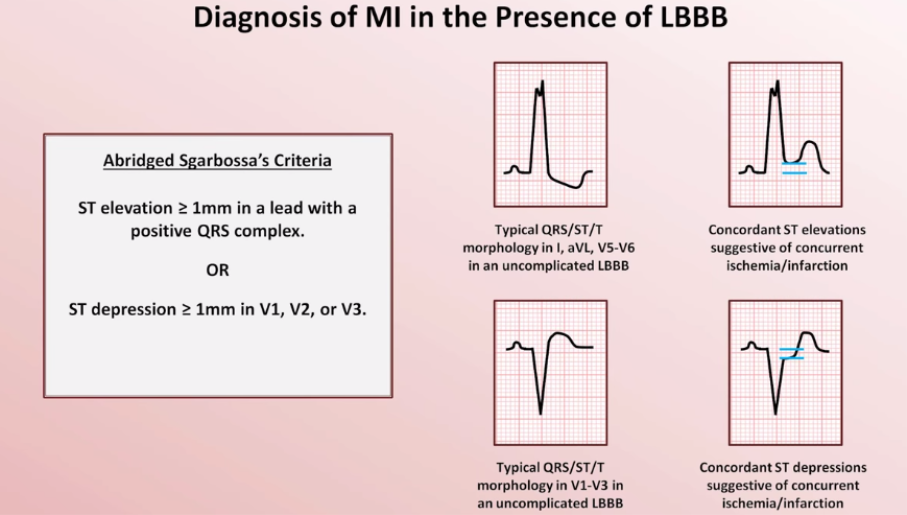 Diagnosis of MI in the Presence of LBBB
Abridged Sgarbossa's Criteria
ST elevation ≥ 1mm in a lead with a
positive QRS complex.
OR
ST depression ≥ 1mm in V1, V2, or V3.
Typical QRS/ST/T
morphology in I, aVL, V5-V6
in an uncomplicated LBBB
Concordant ST elevations
suggestive of concurrent
ischemia/infarction
Typical QRS/ST/T
morphology in V1-V3 in
an uncomplicated LBBB
Concordant ST depressions
suggestive of concurrent
ischemia/infarction